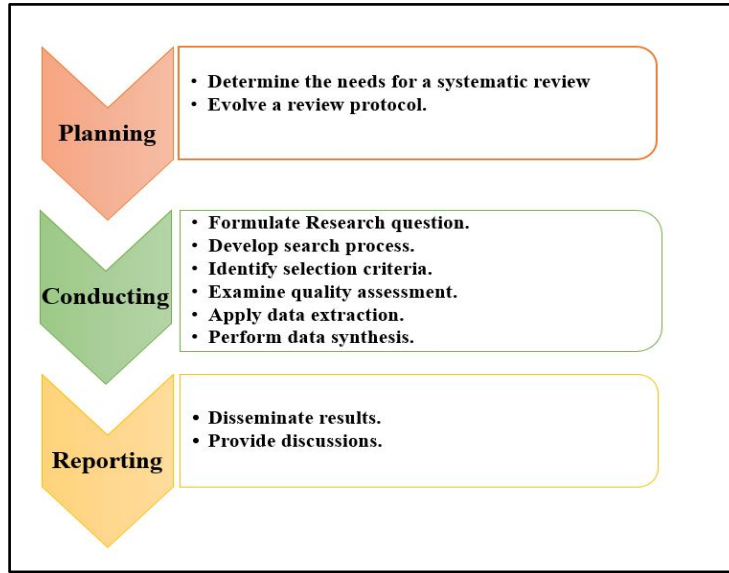 Planning
• Determine the needs for a systematic review
• Evolve a review protocol.
Conducting
• Formulate Research question.
• Develop search process.
• Identify selection criteria.
• Examine quality assessment.
• Apply data extraction.
• Perform data synthesis.
Reporting
• Disseminate results.
• Provide discussions.